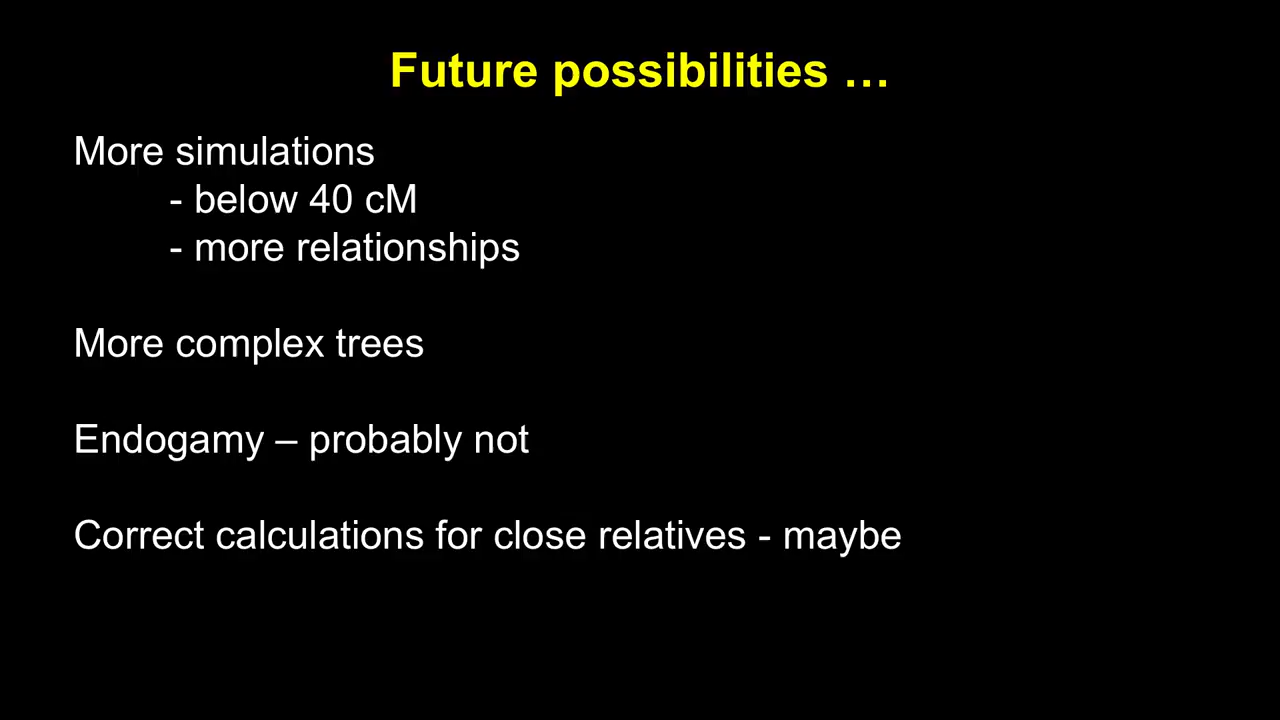 Future possibilities …
More simulations
- below 40 cM
- more relationships
More complex trees
Endogamy – probably not
Correct calculations for close relatives - maybe